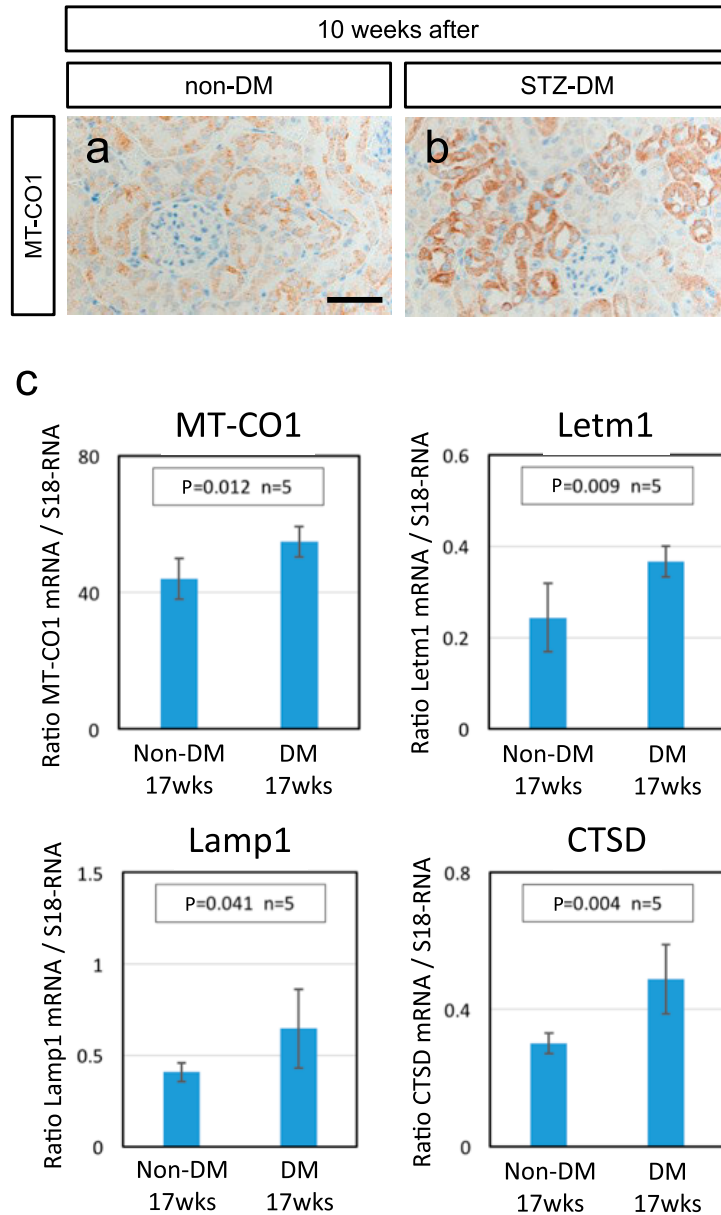 10 weeks after
non-DM
STZ-DM
MT-CO1
a
b
c
MT-CO1
Ratio MT-CO1 mRNA / S18-RNA
80
40
0
P=0.012 n=5
Non-DM
17wks
DM
17wks
Letm1
Ratio Letm1 mRNA / S18-RNA
0.6
0.4
0.2
0
P=0.009 n=5
Non-DM
17wks
DM
17wks
Lamp1
Ratio Lamp1 mRNA / S18-RNA
1.5
1
0.5
0
P=0.041 n=5
Non-DM
17wks
DM
17wks
CTSD
Ratio CTSD mRNA / S18-RNA
0.8
0.4
0
P=0.004 n=5
Non-DM
17wks
DM
17wks